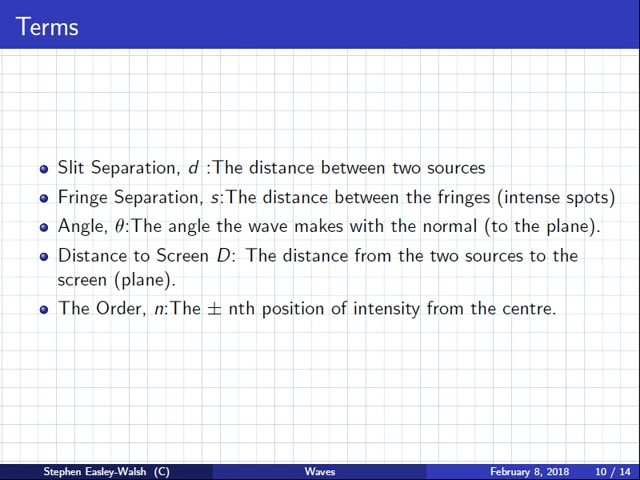 Terms
Slit Separation, d :The distance between two sources
Fringe Separation, s:The distance between the fringes (intense spots)
Angle, θ:The angle the wave makes with the normal (to the plane).
Distance to Screen D: The distance from the two sources to the
screen (plane).
The Order, n:The ± nth position of intensity from the centre.
Stephen Easley-Walsh (C) Waves February 8, 2018 10 / 14